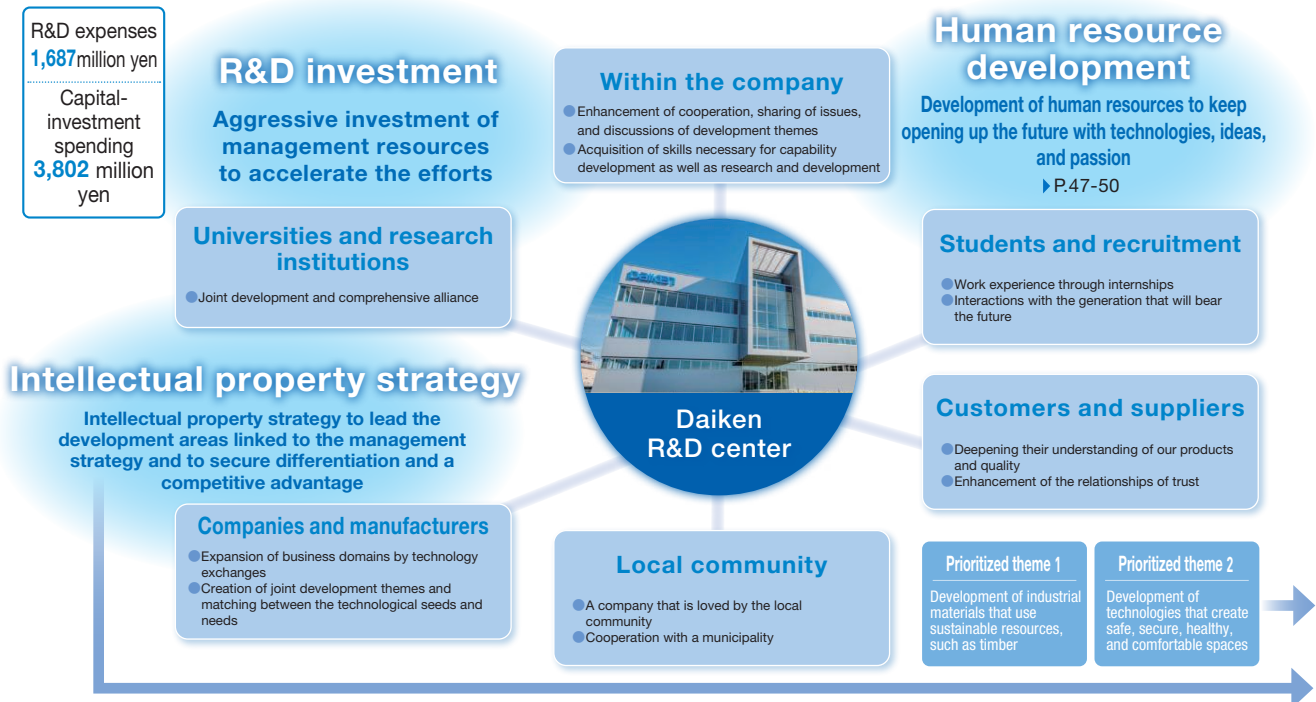 R&D expenses
1,687 million yen
Capital-
investment
spending
3,802 million
yen
R&D investment
Aggressive investment of
management resources
to accelerate the efforts
Within the company
● Enhancement of cooperation, sharing of issues,
and discussions of development themes
● Acquisition of skills necessary for capability
development as well as research and development
Human resource
development
Development of human resources to keep
opening up the future with technologies, ideas,
and passion
▶ P.47-50
Universities and research
institutions
● Joint development and comprehensive alliance
Students and recruitment
● Work experience through internships
● Interactions with the generation that will bear
the future
DAIKEN
Daiken
R&D center
Intellectual property strategy
Intellectual property strategy to lead the
development areas linked to the management
strategy and to secure differentiation and a
competitive advantage
Customers and suppliers
● Deepening their understanding of our products
and quality
● Enhancement of the relationships of trust
Companies and manufacturers
● Expansion of business domains by technology
exchanges
● Creation of joint development themes and
matching between the technological seeds and
needs
Local community
● A company that is loved by the local
community
● Cooperation with a municipality
Prioritized theme 1
Development of industrial
materials that use
sustainable resources,
such as timber
Prioritized theme 2
Development of
technologies that create
safe, secure, healthy,
and comfortable spaces